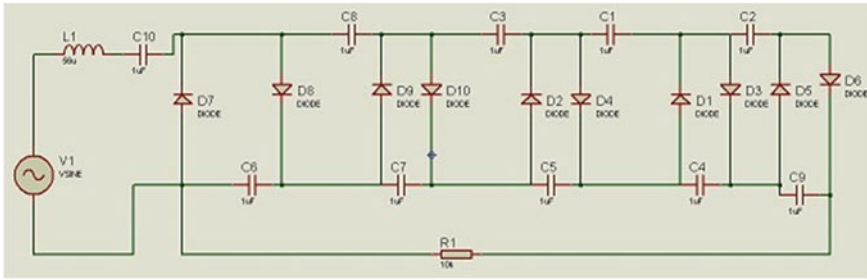 L1
98u
C10
1uF
C8
1uF
C3
1uF
C1
1uF
C2
1uF
D7
DIODE
D8
DIODE
D9
DIODE
D10
DIODE
D2
DIODE
D4
DIODE
D1
DIODE
D3
DIODE
D5
DIODE
D6
DIODE
V1
VSINE
C6
1uF
C7
1uF
C5
1uF
C4
1uF
C9
1uF
R1
10k